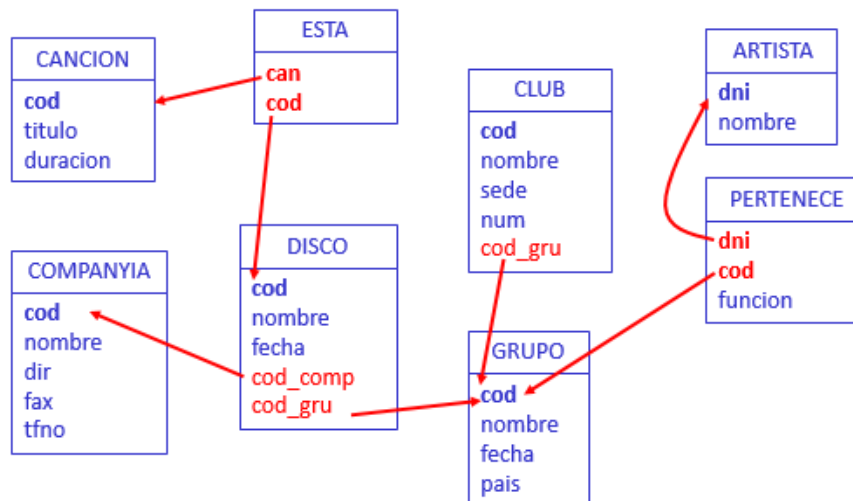 CANCION
cod
titulo
duracion
ESTA
can
cod
CLUB
cod
nombre
sede
num
cod_gru
ARTISTA
dni
nombre
PERTENECE
dni
cod
funcion
COMPANYIA
cod
nombre
dir
fax
tfno
DISCO
cod
nombre
fecha
cod_comp
cod_gru
GRUPO
cod
nombre
fecha
pais